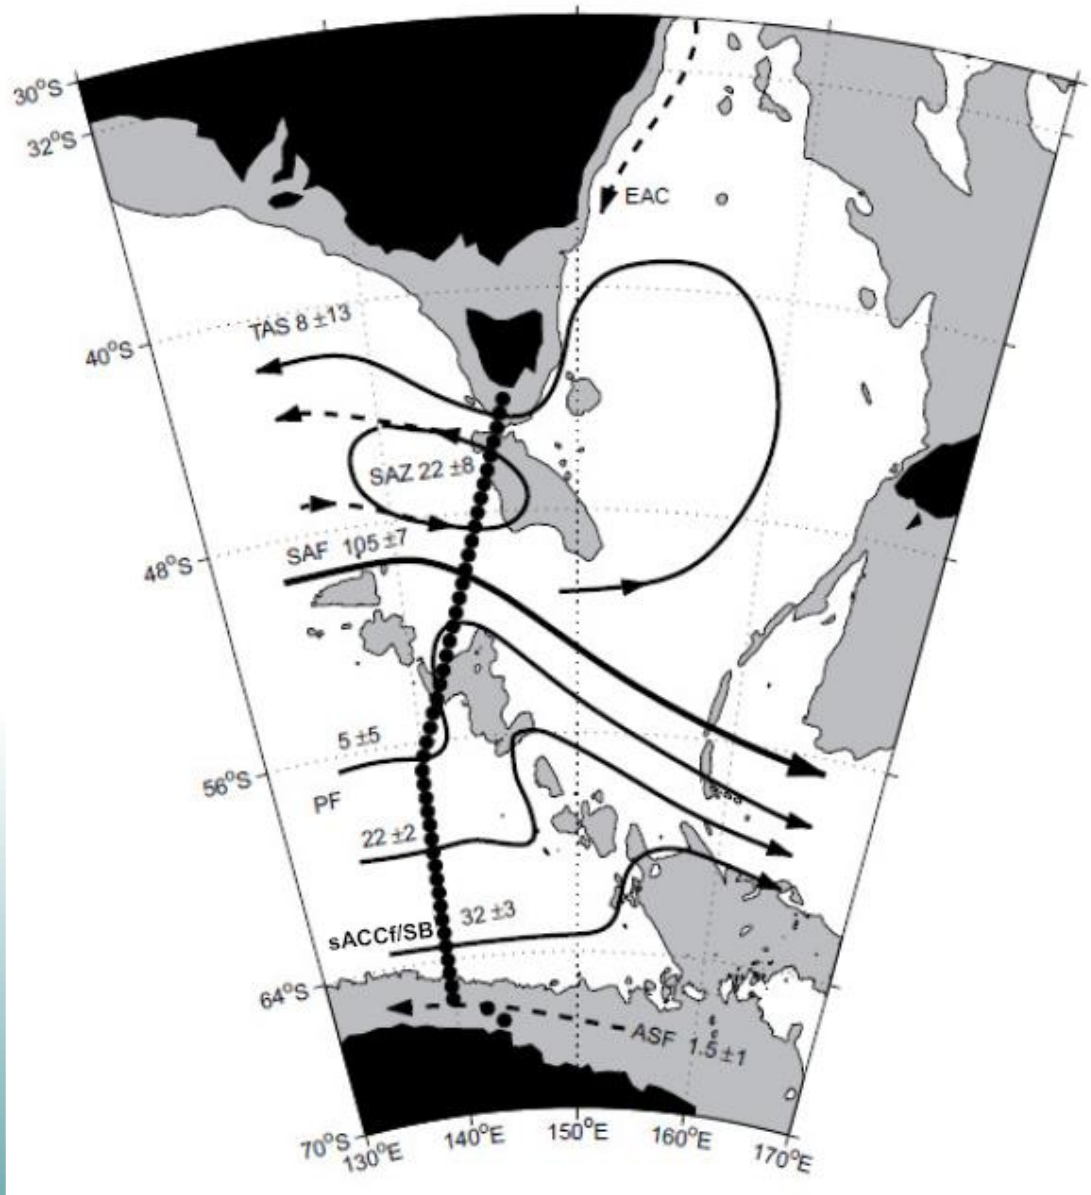 30°S
32°S
EAC
TAS 8 ±13
40°S
SAZ 22 ±8
SAF 105 ±7
48°S
5 ±5
56°S
PF
22 ±2
32 ±3
sACCf/SB
64°S
ASF 1.5 ±1
70°S
130°E
140°E
150°E
160°E
170°E